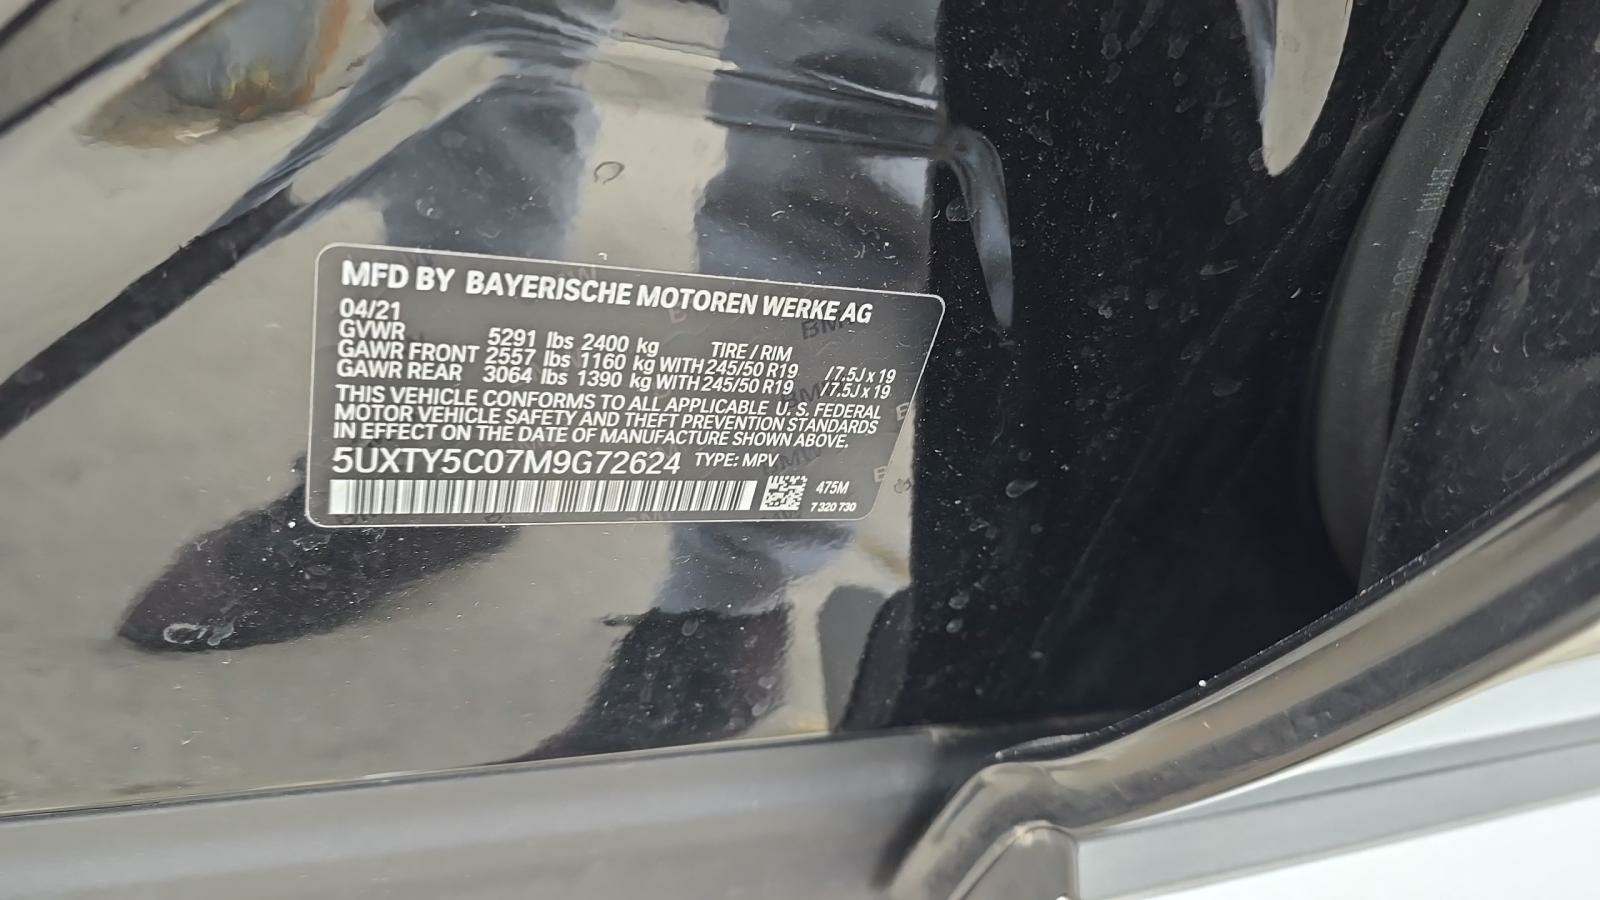 MFD BY BAYERISCHE MOTOREN WERKE AG
04/21
GVWR 5291 lbs 2400 kg TIRE / RIM
GAWR FRONT 2557 lbs 1160 kg WITH 245/50 R19 /7.5J x 19
GAWR REAR 3064 lbs 1390 kg WITH 245/50 R19 /7.5J x 19
THIS VEHICLE CONFORMS TO ALL APPLICABLE U. S. FEDERAL
MOTOR VEHICLE SAFETY AND THEFT PREVENTION STANDARDS
IN EFFECT ON THE DATE OF MANUFACTURE SHOWN ABOVE.
5UXTY5C07M9G72624 TYPE: MPV
475M
7 320 730